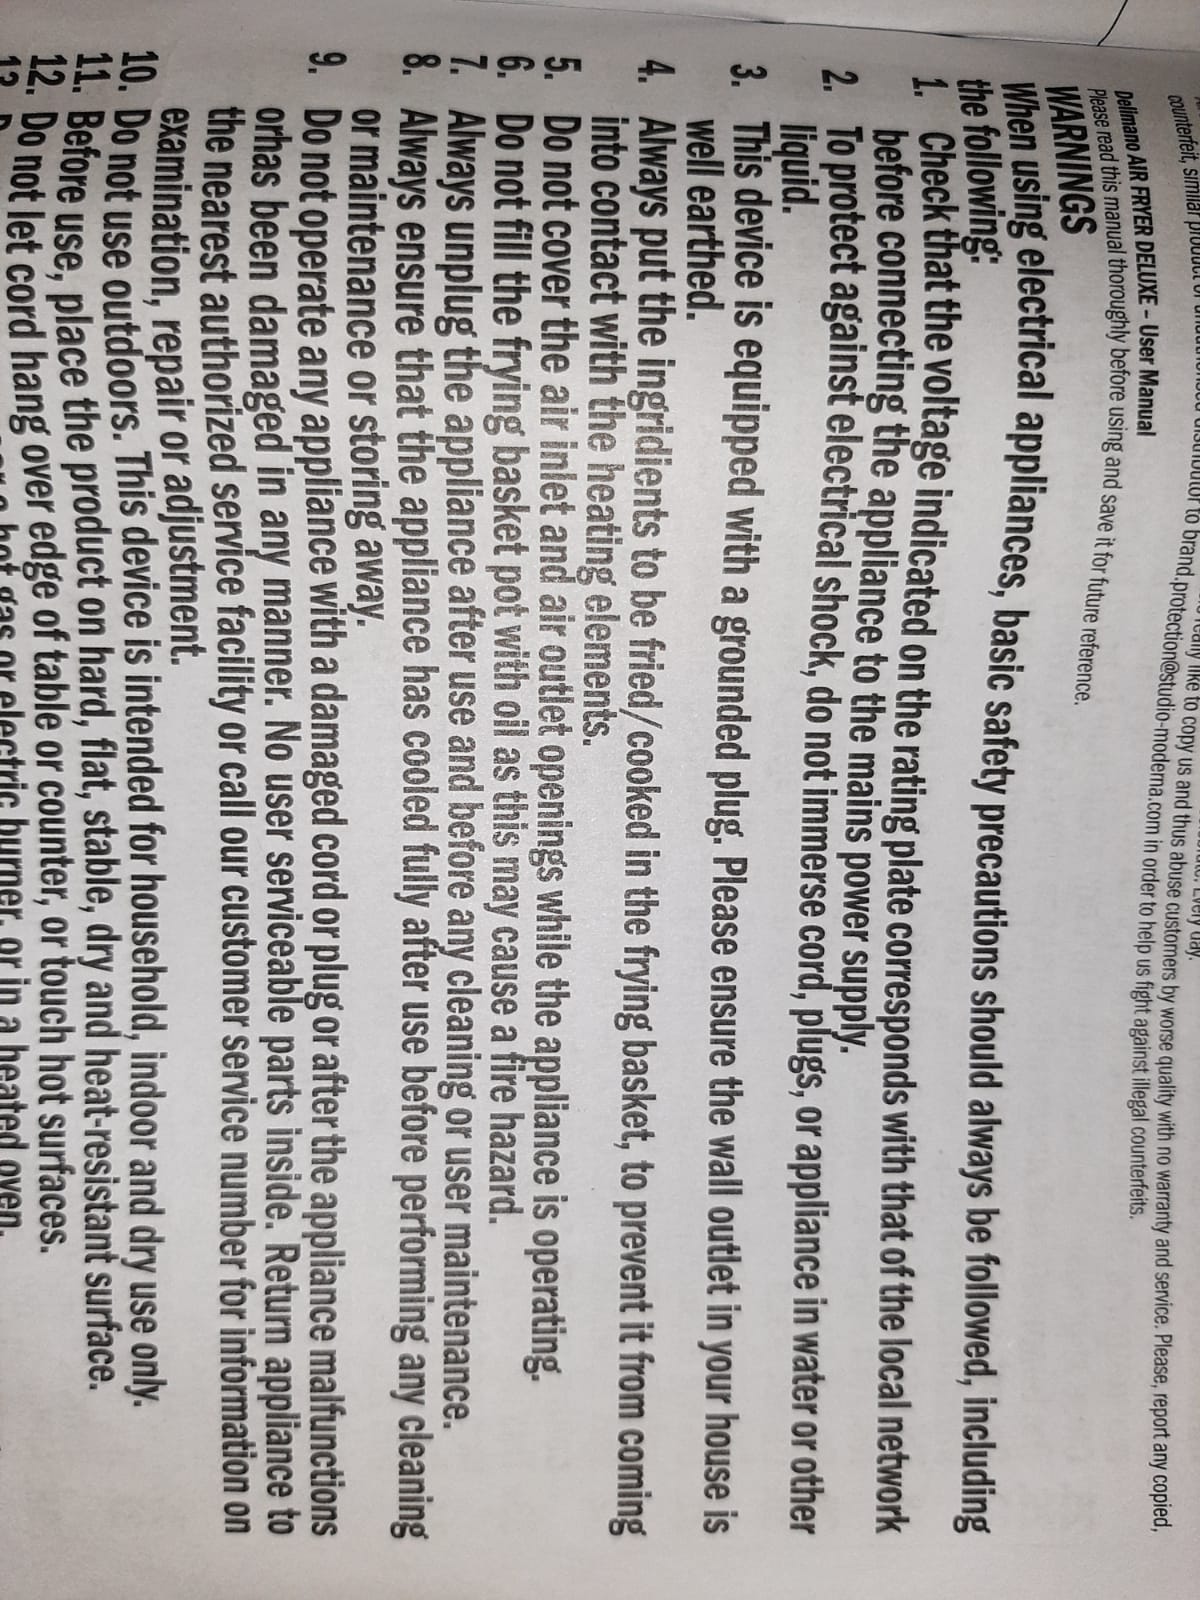 really like to copy us and thus abuse customers by worse quality with no warranty and service. Please, report any copied,
counterfeit, similar product or distributor to brand.protection@studio-moderna.com in order to help us fight against illegal counterfeits.
Delimano AIR FRYER DELUXE – User Manual
Please read this manual thoroughly before using and save it for future reference.
WARNINGS
When using electrical appliances, basic safety precautions should always be followed, including
the following:
1. Check that the voltage indicated on the rating plate corresponds with that of the local network
before connecting the appliance to the mains power supply.
2. To protect against electrical shock, do not immerse cord, plugs, or appliance in water or other
liquid.
3. This device is equipped with a grounded plug. Please ensure the wall outlet in your house is
well earthed.
4. Always put the ingridients to be fried/cooked in the frying basket, to prevent it from coming
into contact with the heating elements.
5. Do not cover the air inlet and air outlet openings while the appliance is operating.
6. Do not fill the frying basket pot with oil as this may cause a fire hazard.
7. Always unplug the appliance after use and before any cleaning or user maintenance.
8. Always ensure that the appliance has cooled fully after use before performing any cleaning
or maintenance or storing away.
9. Do not operate any appliance with a damaged cord or plug or after the appliance malfunctions
orhas been damaged in any manner. No user serviceable parts inside. Return appliance to
the nearest authorized service facility or call our customer service number for information on
examination, repair or adjustment.
10. Do not use outdoors. This device is intended for household, indoor and dry use only.
11. Before use, place the product on hard, flat, stable, dry and heat-resistant surface.
12. Do not let cord hang over edge of table or counter, or touch hot surfaces.
13. hot gas or electric burner, or in a heated oven.